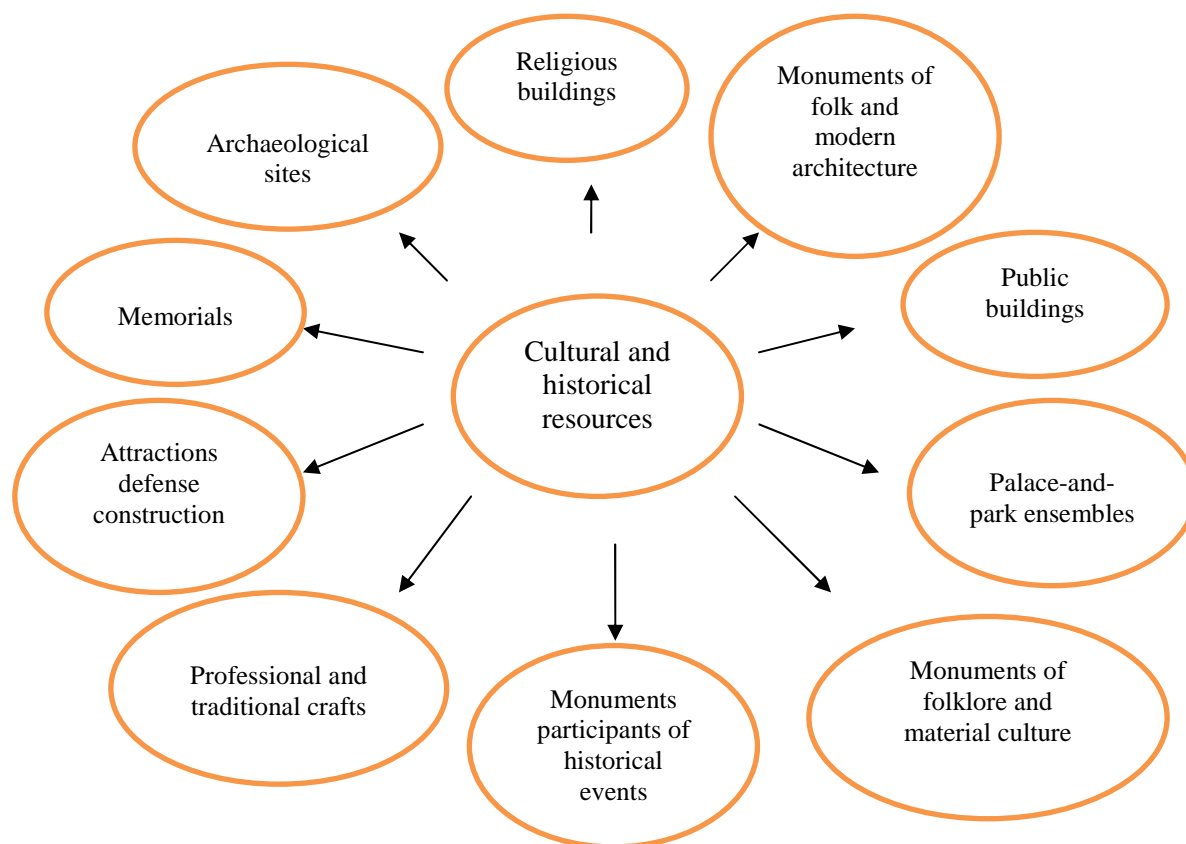 Religious
buildings
Monuments of
folk and
modern
architecture
Archaeological
sites
Public
buildings
Memorials
Cultural and
historical
resources
Attractions
defense
construction
Palace-and-
park ensembles
Professional and
traditional crafts
Monuments
participants of
historical
events
Monuments of
folklore and
material culture